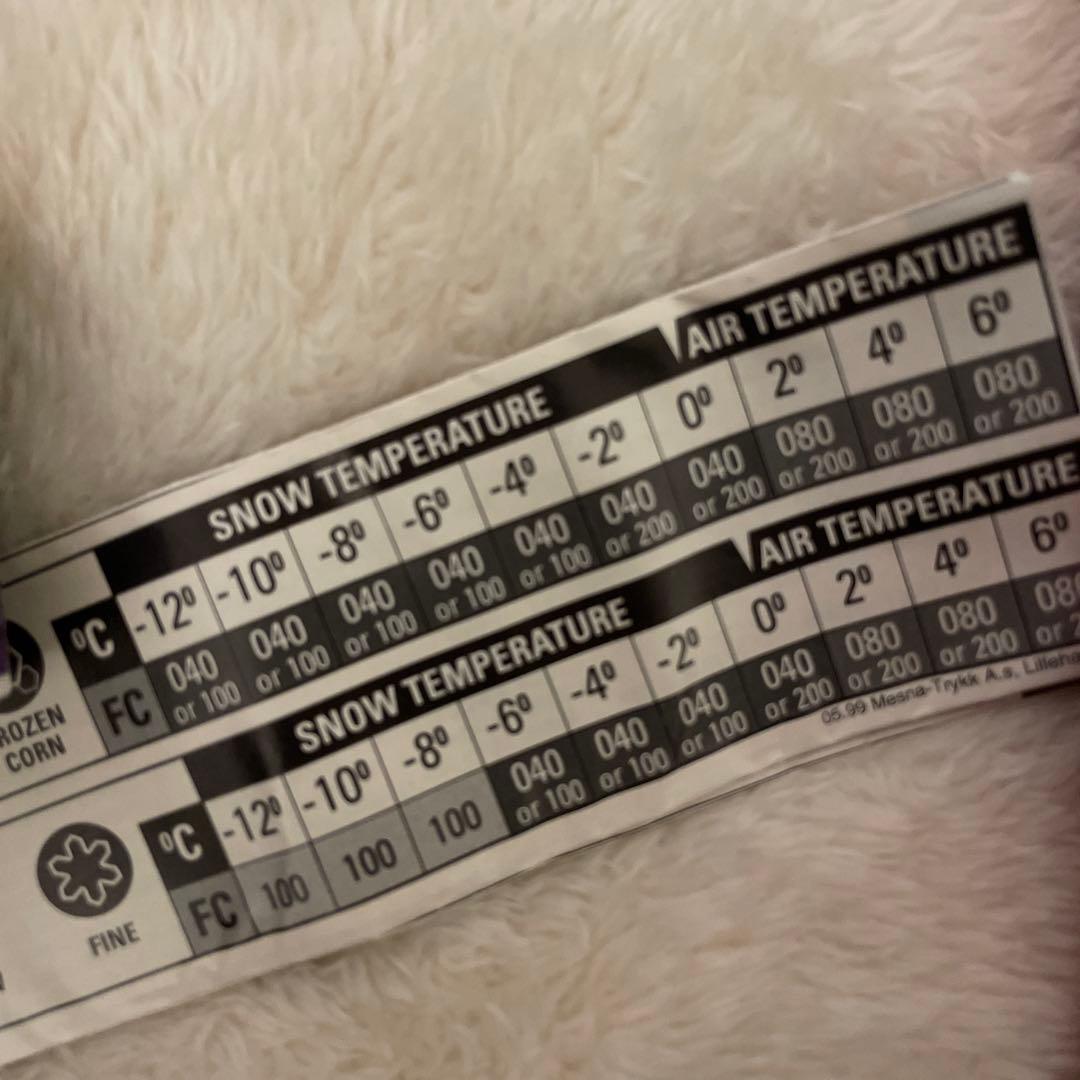 SNOW TEMPERATURE AIR TEMPERATURE
ºC -12º -10º -8º -6º -4º -2º 0º 2º 4º 6º
FC 040 040 040 040 040 040 040 080 080 080
or 100 or 100 or 100 or 100 or 100 or 200 or 200 or 200 or 200 or 200
CORN
SNOW TEMPERATURE AIR TEMPERATURE
ºC -12º -10º -8º -6º -4º -2º 0º 2º 4º 6º
FC 100 100 100 040 040 040 040 080 080
or 100 or 100 or 100 or 200 or 200 or 200
FINE
Mesna-Trykk A.s,